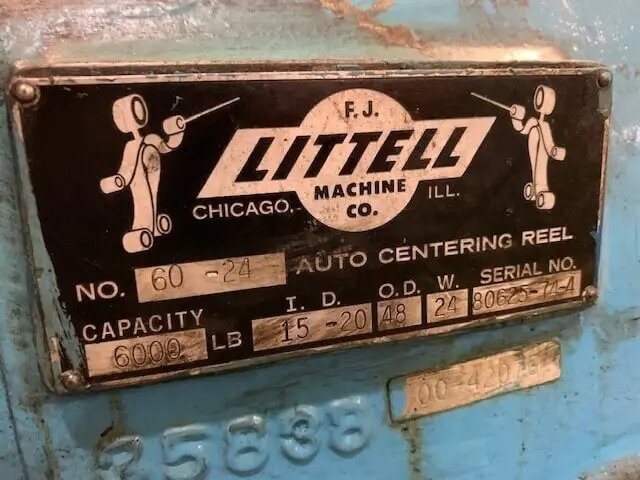 F.J.
LITTELL
MACHINE
CHICAGO, CO. ILL.
NO. 60-24 AUTO CENTERING REEL
CAPACITY I. D. O.D. W. SERIAL NO.
6000 LB 15-20 48 24 80625-74-4
5838